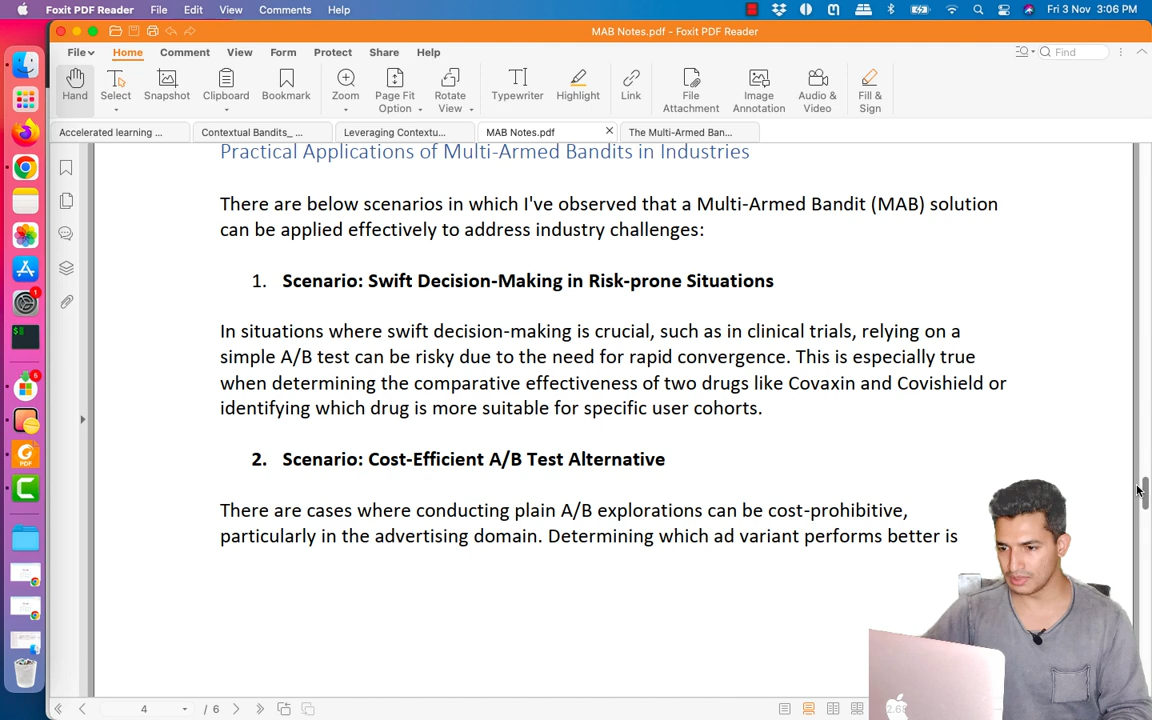 Foxit PDF Reader File Edit View Comments Help
Fri 3 Nov 3:06 PM
MAB Notes.pdf - Foxit PDF Reader
File Home Comment View Form Protect Share Help
Find
Hand Select Snapshot Clipboard Bookmark Zoom Page Fit Option Rotate View Typewriter Highlight Link File Attachment Image Annotation Audio & Video Fill & Sign
Accelerated learning ... Contextual Bandits_ ... Leveraging Contextu... MAB Notes.pdf The Multi-Armed Ban...
Practical Applications of Multi-Armed Bandits in Industries
There are below scenarios in which I've observed that a Multi-Armed Bandit (MAB) solution
can be applied effectively to address industry challenges:
1. Scenario: Swift Decision-Making in Risk-prone Situations
In situations where swift decision-making is crucial, such as in clinical trials, relying on a
simple A/B test can be risky due to the need for rapid convergence. This is especially true
when determining the comparative effectiveness of two drugs like Covaxin and Covishield or
identifying which drug is more suitable for specific user cohorts.
2. Scenario: Cost-Efficient A/B Test Alternative
There are cases where conducting plain A/B explorations can be cost-prohibitive,
particularly in the advertising domain. Determining which ad variant performs better is
4 / 6